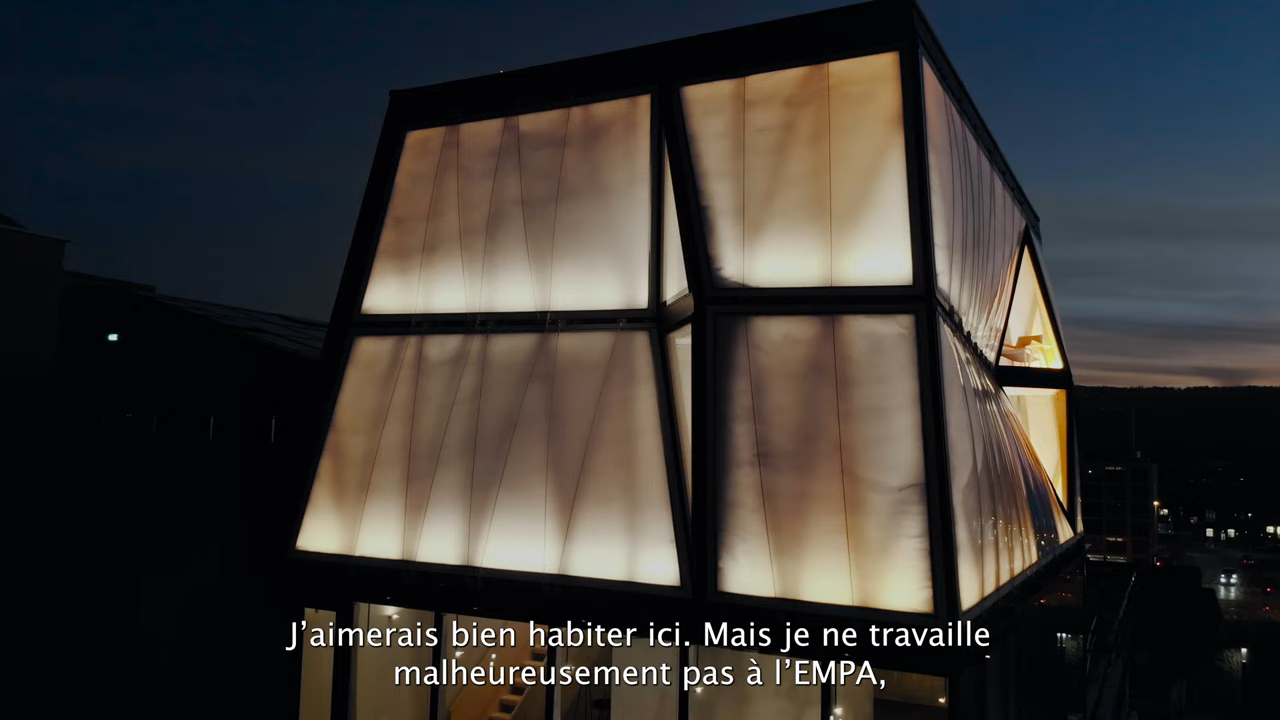 J’aimerais bien habiter ici. Mais je ne travaille
malheureusement pas à l’EMPA,